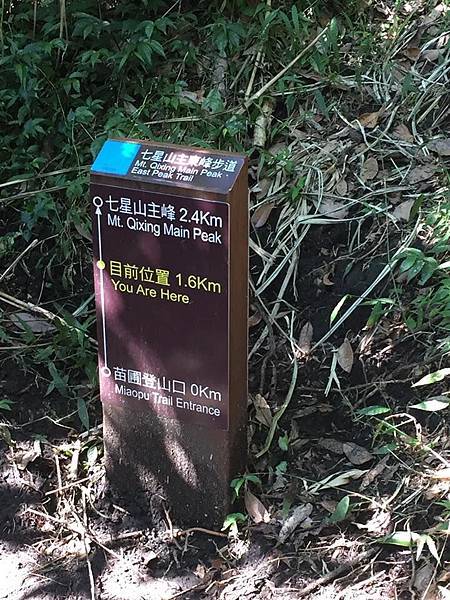 七星山主東峰步道
Mt. Qixing Main Peak -
East Peak Trail
七星山主峰 2.4Km
Mt. Qixing Main Peak
目前位置 1.6Km
You Are Here
苗圃登山口 0Km
Miaopu Trail Entrance